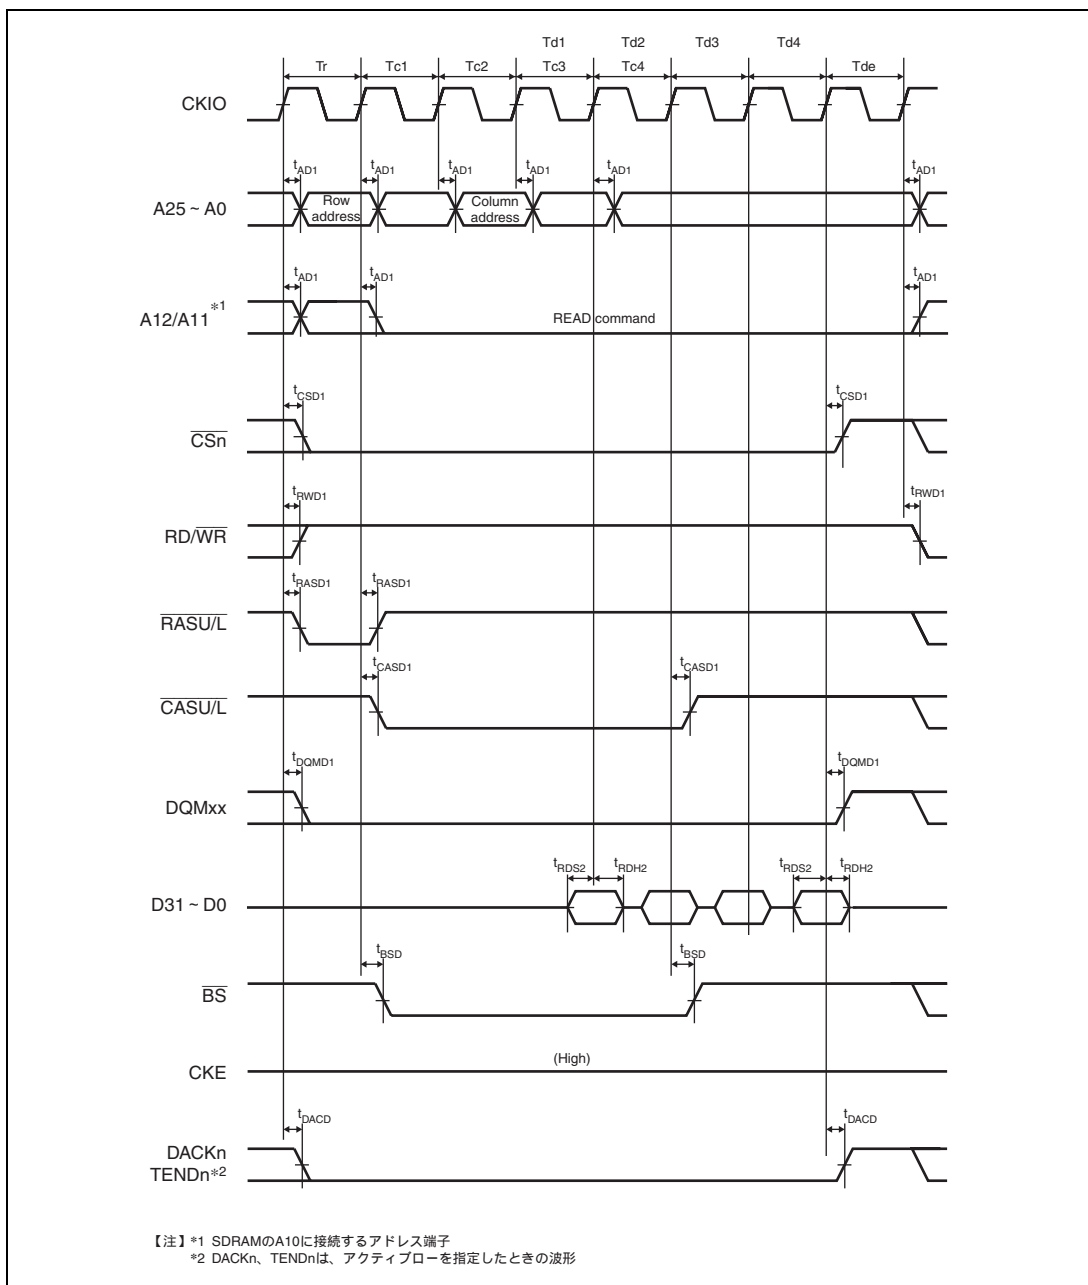 Td1 Td2 Td3 Td4
Tr Tc1 Tc2 Tc3 Tc4 Tde
CKIO
tAD1 tAD1 tAD1 tAD1 tAD1 tAD1
A25 ~ A0
Row address
Column address
tAD1 tAD1 tAD1
A12/A11*1
READ command
tCSD1 tCSD1
CSn
tRWD1 tRWD1
RD/WR
tRASD1 tRASD1
RASU/L
tCASD1 tCASD1
CASU/L
tDQMD1 tDQMD1
DQMxx
tRDS2 tRDH2 tRDS2 tRDH2
D31 ~ D0
tBSD tBSD
BS
(High)
CKE
tDACD tDACD
DACKn
TENDn*2
【注】*1 SDRAMのA10に接続するアドレス端子
*2 DACKn、TENDnは、アクティブローを指定したときの波形